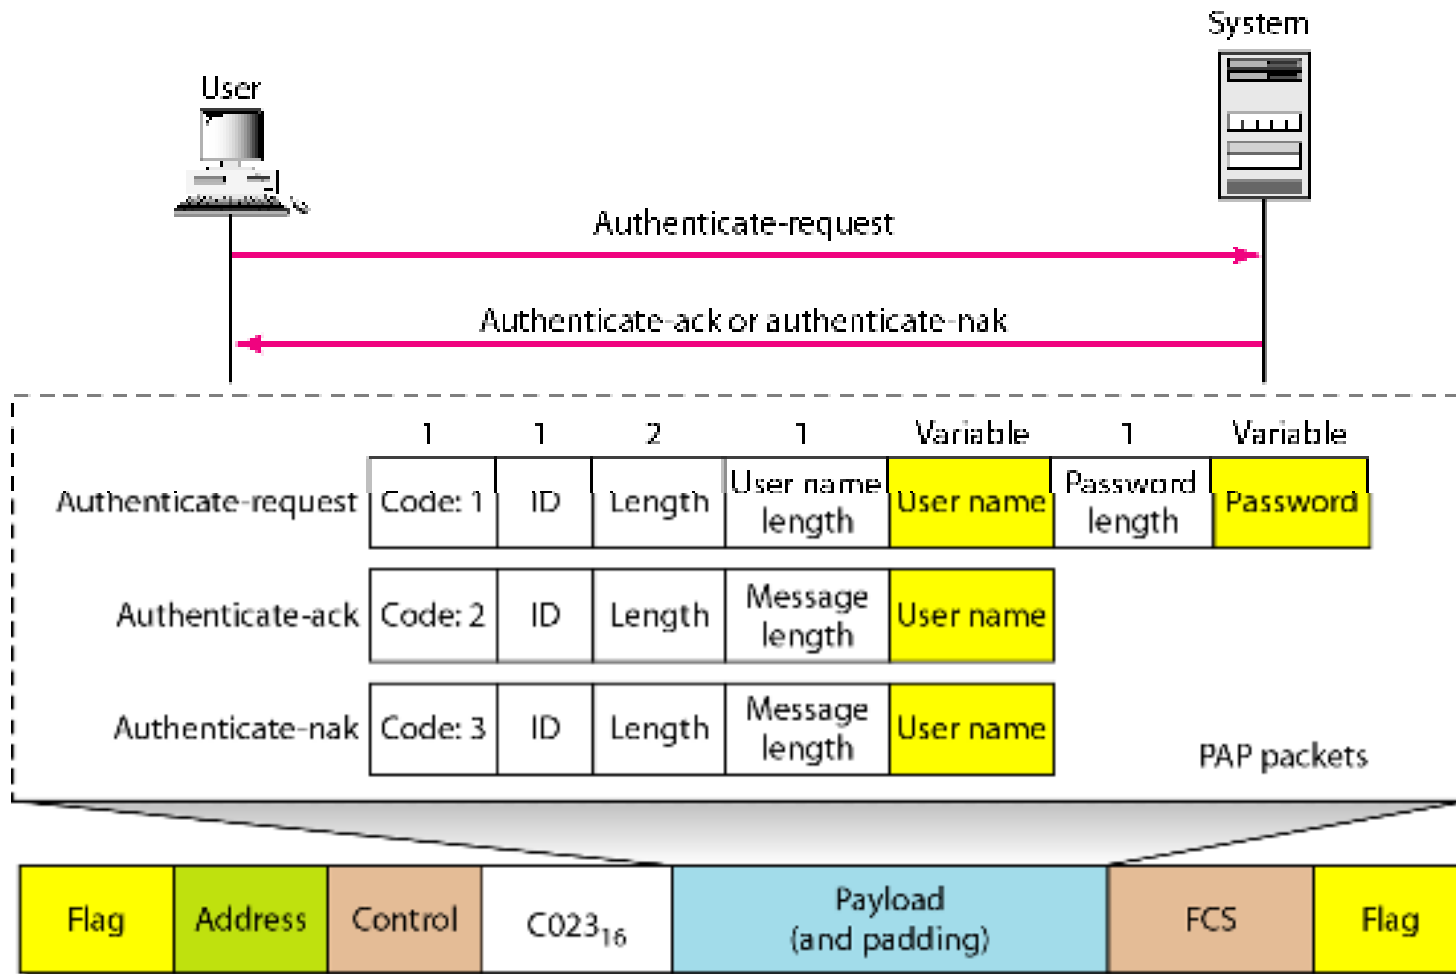 System
User
Authenticate-request
Authenticate-ack or authenticate-nak
1 1 2 1 Variable 1 Variable
Authenticate-request Code: 1 ID Length User name length User name Password length Password
Authenticate-ack Code: 2 ID Length Message length User name
Authenticate-nak Code: 3 ID Length Message length User name
PAP packets
Flag Address Control C023₁₆ Payload (and padding) FCS Flag